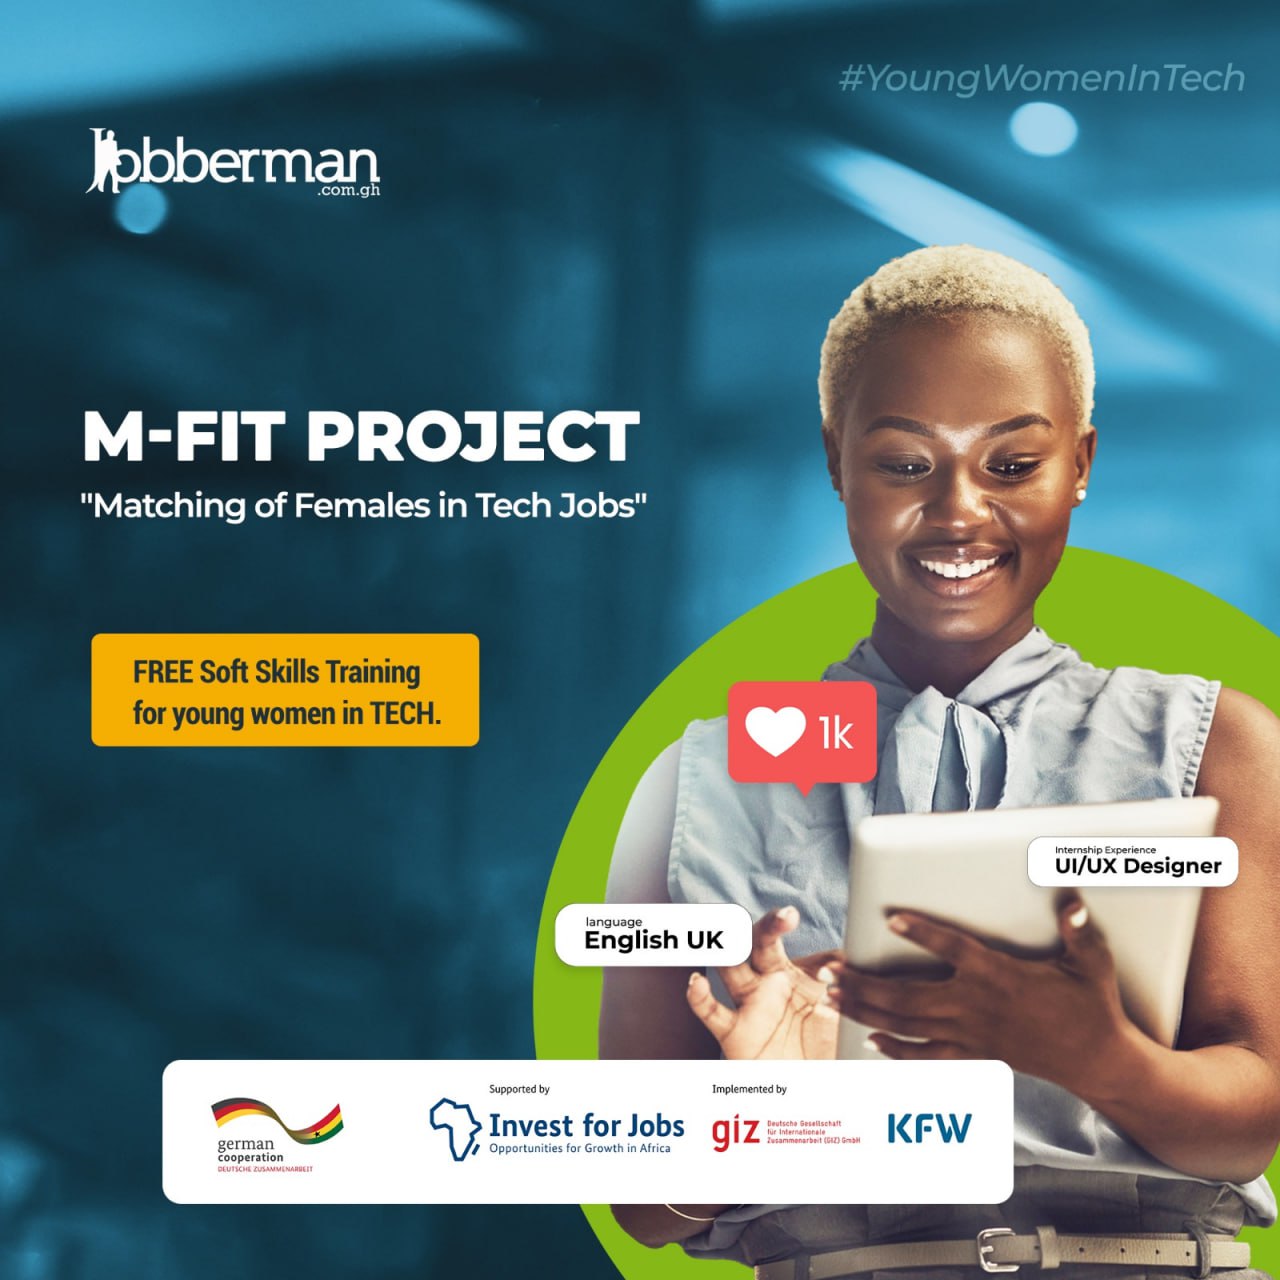 #YoungWomenInTech
Jobberman
.com.gh
M-FIT PROJECT
"Matching of Females in Tech Jobs"
FREE Soft Skills Training
for young women in TECH.
1k
Internship Experience
UI/UX Designer
language
English UK
german
cooperation
DEUTSCHE ZUSAMMENARBEIT
Supported by
Invest for Jobs
Opportunities for Growth in Africa
Implemented by
giz
Deutsche Gesellschaft
für Internationale
Zusammenarbeit (GIZ) GmbH
KFW